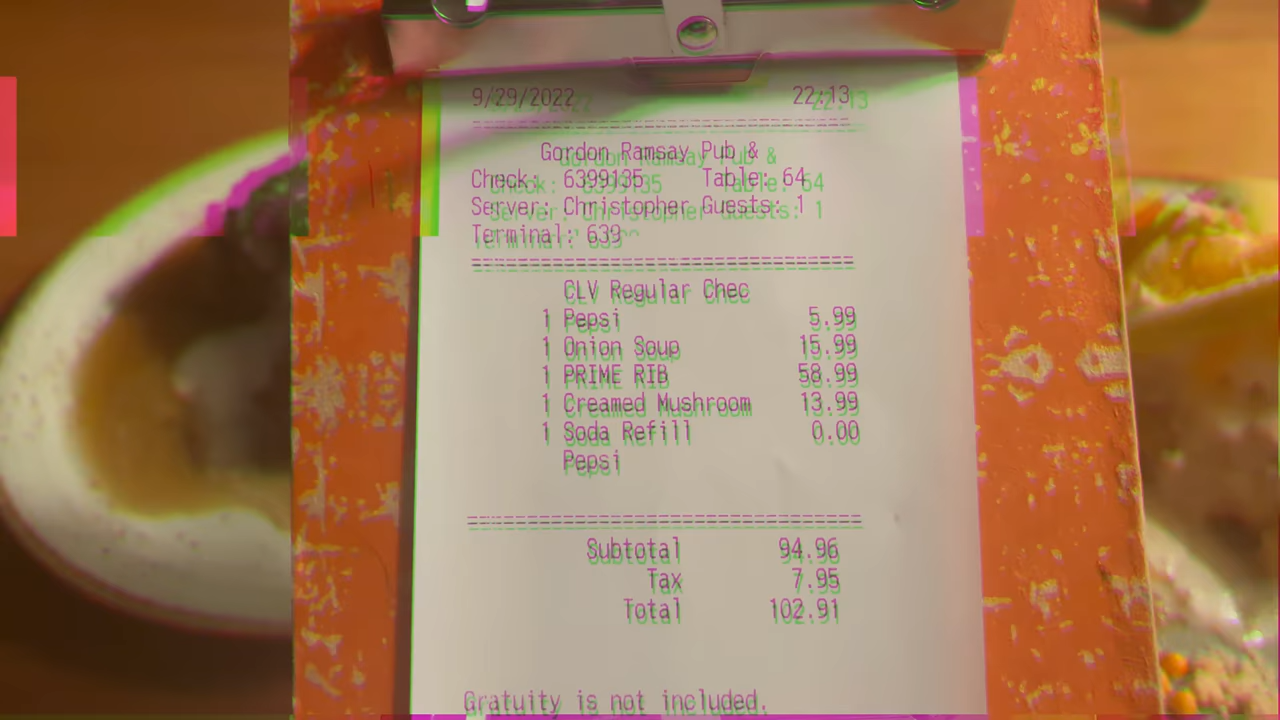 9/29/2022 22:13
Gordon Ramsay Pub &
Check: 6399135 Table: 64
Server: Christopher Guests: 1
Terminal: 639
CLV Regular Chec
1 Pepsi 5.99
1 Onion Soup 15.99
1 PRIME RIB 58.99
1 Creamed Mushroom 13.99
1 Soda Refill 0.00
Pepsi
Subtotal 94.96
Tax 7.95
Total 102.91
Gratuity is not included.